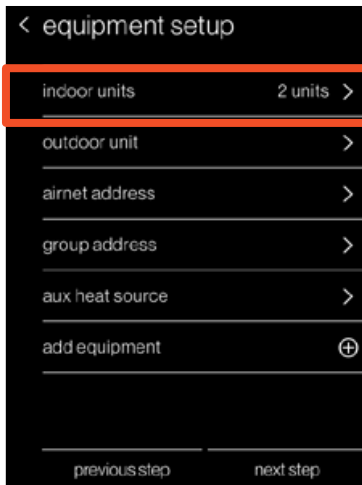 equipment setup
indoor units 2 units
outdoor unit
airnet address
group address
aux heat source
add equipment
previous step next step